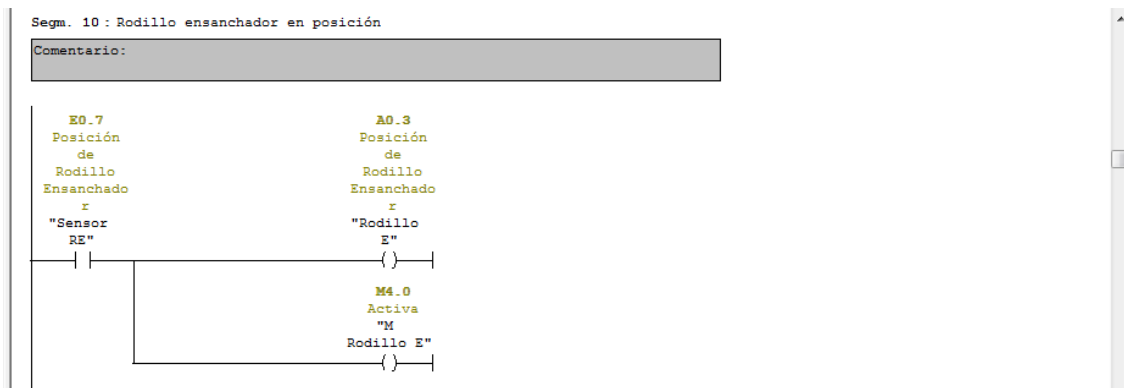 Segm. 10 : Rodillo ensanchador en posición
Comentario:
E0.7
Posición
de
Rodillo
Ensanchado
r
"Sensor
RE"
A0.3
Posición
de
Rodillo
Ensanchado
r
"Rodillo
E"
M4.0
Activa
"M
Rodillo E"